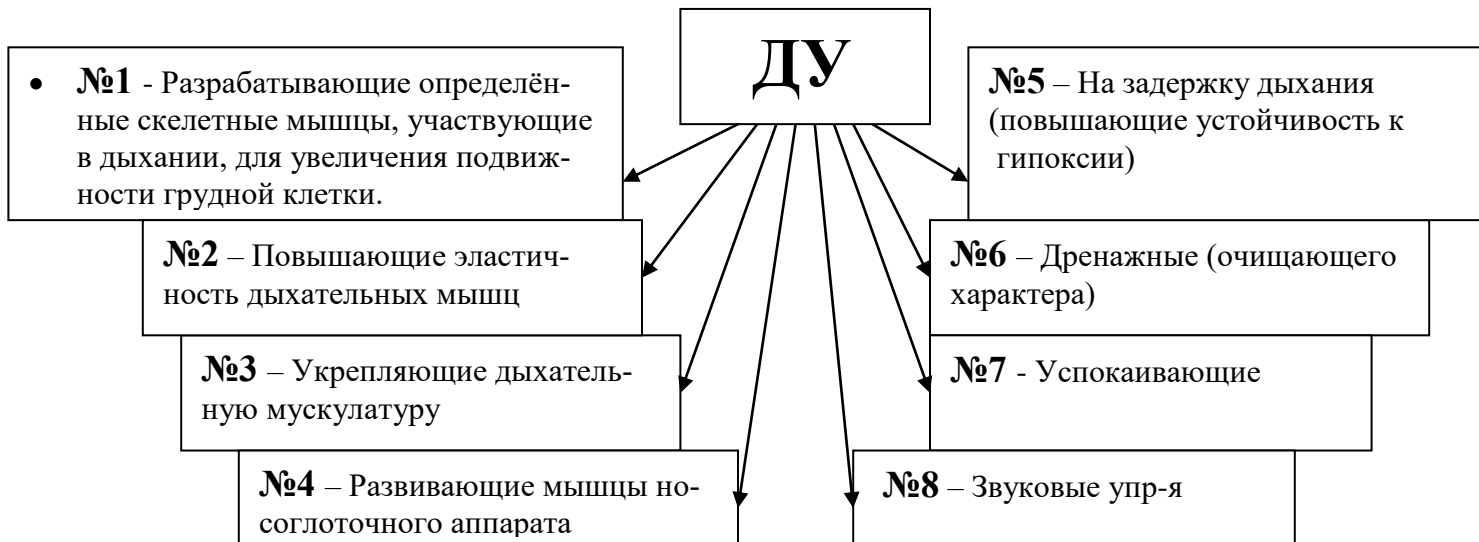 ДУ
• №1 - Разрабатывающие определён-
ные скелетные мышцы, участвующие
в дыхании, для увеличения подвиж-
ности грудной клетки.
№2 – Повышающие эластич-
ность дыхательных мышц
№3 – Укрепляющие дыхатель-
ную мускулатуру
№4 – Развивающие мышцы но-
соглоточного аппарата
№5 – На задержку дыхания
(повышающие устойчивость к
гипоксии)
№6 – Дренажные (очищающего
характера)
№7 - Успокаивающие
№8 – Звуковые упр-я